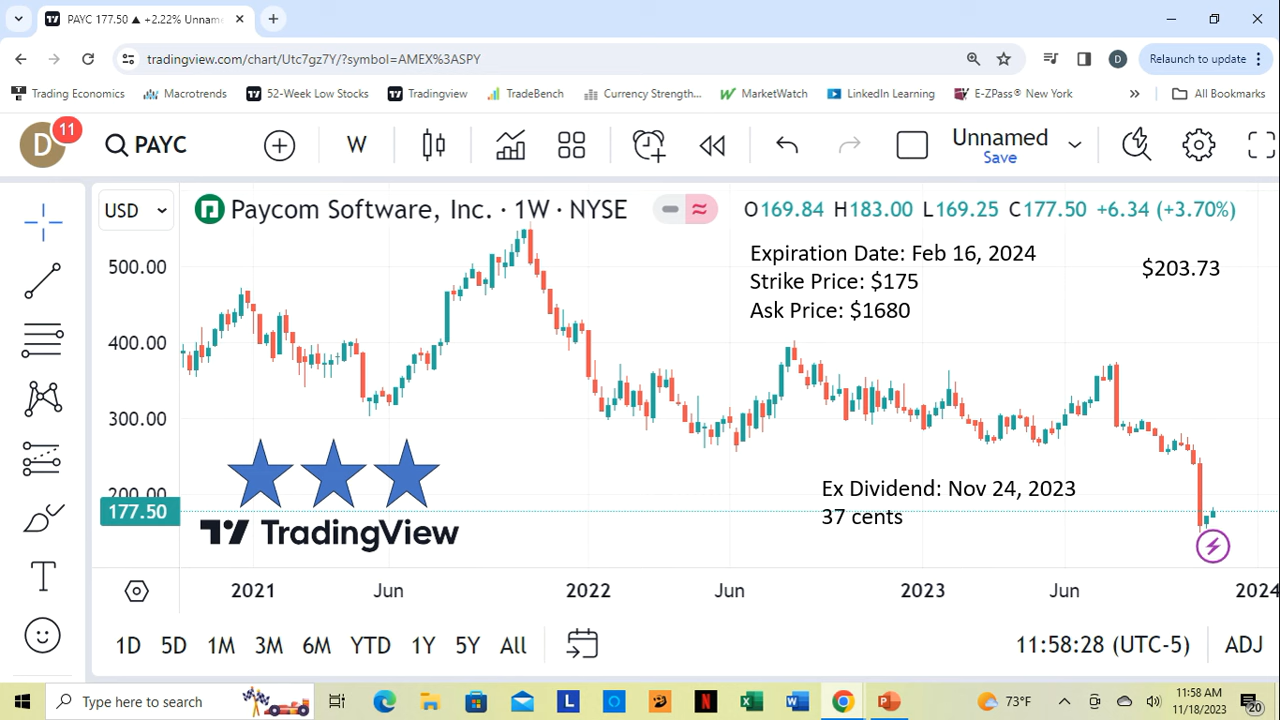 PAYC 177.50 ▲ +2.22% Unnam
tradingview.com/chart/Utc7gz7Y/?symbol=AMEX%3ASPY
Relaunch to update
D
Trading Economics
Macrotrends
52-Week Low Stocks
Tradingview
TradeBench
Currency Strength...
MarketWatch
LinkedIn Learning
E-ZPass® New York
All Bookmarks
D 11
PAYC
W
Unnamed
Save
USD
Paycom Software, Inc. · 1W · NYSE
O169.84 H183.00 L169.25 C177.50 +6.34 (+3.70%)
Expiration Date: Feb 16, 2024
Strike Price: $175
Ask Price: $1680
$203.73
500.00
400.00
300.00
200.00
177.50
Ex Dividend: Nov 24, 2023
37 cents
TradingView
2021 Jun 2022 Jun 2023 Jun 2024
1D 5D 1M 3M 6M YTD 1Y 5Y All
11:58:28 (UTC-5) ADJ
Type here to search
73°F
11:58 AM
11/18/2023
20